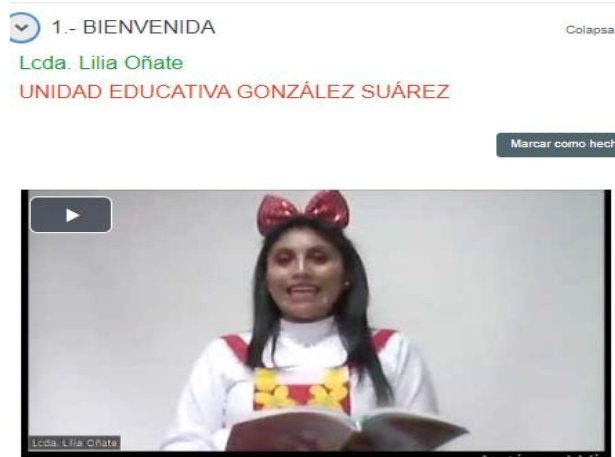 1.- BIENVENIDA
Colapsa
Lcda. Lilia Oñate
UNIDAD EDUCATIVA GONZÁLEZ SUÁREZ
Marcar como hech
Lcda. Lilia Oñate